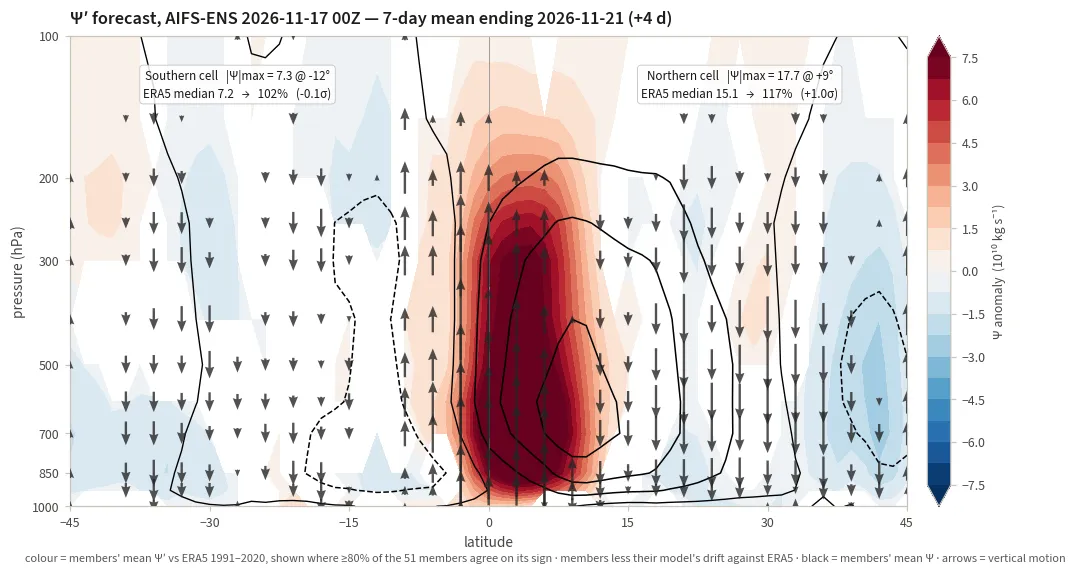 Ψ′ forecast, AIFS-ENS 2026-11-17 00Z — 7-day mean ending 2026-11-21 (+4 d)
Southern cell |Ψ|max = 7.3 @ -12°
ERA5 median 7.2 → 102% (-0.1σ)
Northern cell |Ψ|max = 17.7 @ +9°
ERA5 median 15.1 → 117% (+1.0σ)
100
200
300
400
500
700
850
1000
pressure (hPa)
−45
−30
−15
0
15
30
45
latitude
7.5
6.0
4.5
3.0
1.5
0.0
−1.5
−3.0
−4.5
−6.0
−7.5
Ψ anomaly (10¹⁰ kg s⁻¹)
colour = members' mean Ψ′ vs ERA5 1991–2020, shown where ≥80% of the 51 members agree on its sign · members less their model's drift against ERA5 · black = members' mean Ψ · arrows = vertical motion